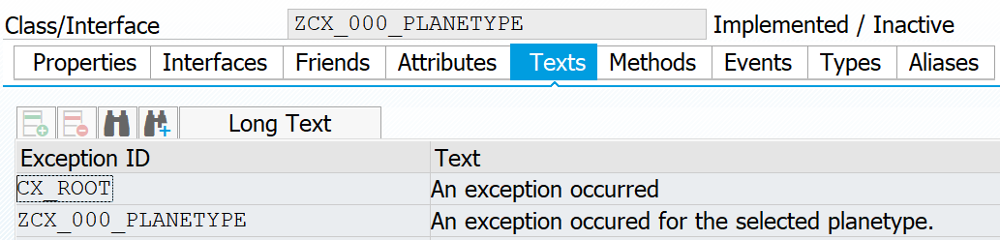 Class/Interface ZCX_000_PLANETYPE Implemented / Inactive
Properties Interfaces Friends Attributes Texts Methods Events Types Aliases
Long Text
Exception ID Text
CX_ROOT An exception occurred
ZCX_000_PLANETYPE An exception occured for the selected planetype.